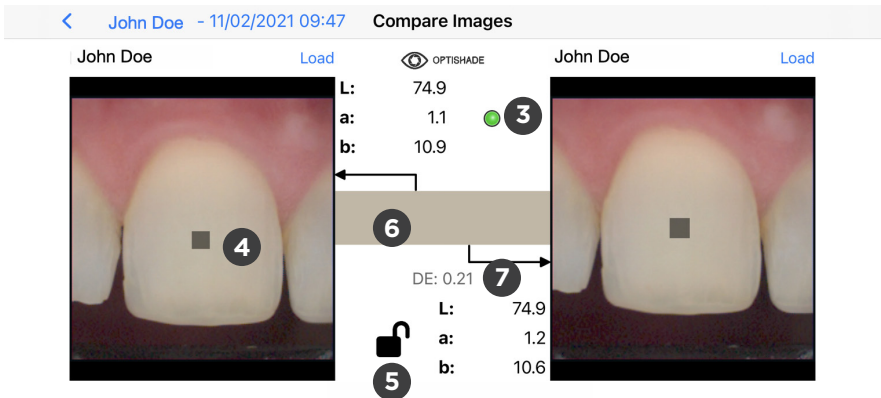 John Doe - 11/02/2021 09:47 Compare Images
John Doe Load
OPTISHADE
John Doe Load
L: 74.9
a: 1.1
3
b: 10.9
4
6
DE: 0.21
7
L: 74.9
a: 1.2
b: 10.6
5